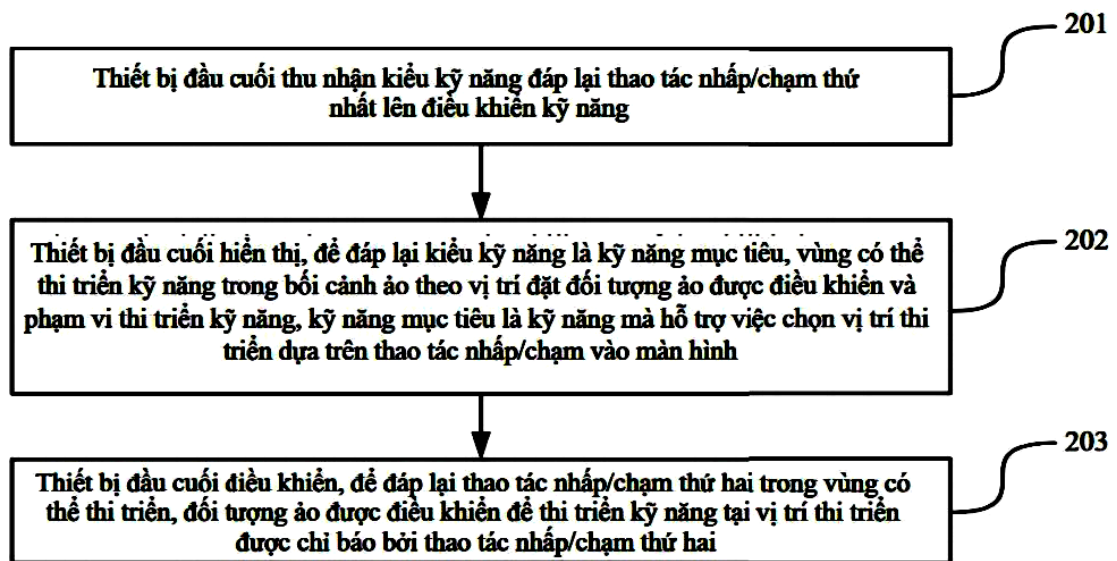 201
Thiết bị đầu cuối thu nhận kiểu kỹ năng đáp lại thao tác nhấp/chạm thứ
nhất lên điều khiển kỹ năng
202
Thiết bị đầu cuối hiển thị, để đáp lại kiểu kỹ năng là kỹ năng mục tiêu, vùng có thể
thi triển kỹ năng trong bối cảnh ảo theo vị trí đặt đối tượng ảo được điều khiển và
phạm vi thi triển kỹ năng, kỹ năng mục tiêu là kỹ năng mà hỗ trợ việc chọn vị trí thi
triển dựa trên thao tác nhấp/chạm vào màn hình
203
Thiết bị đầu cuối điều khiển, để đáp lại thao tác nhấp/chạm thứ hai trong vùng có
thể thi triển, đối tượng ảo được điều khiển để thi triển kỹ năng tại vị trí thi triển
được chỉ báo bởi thao tác nhấp/chạm thứ hai